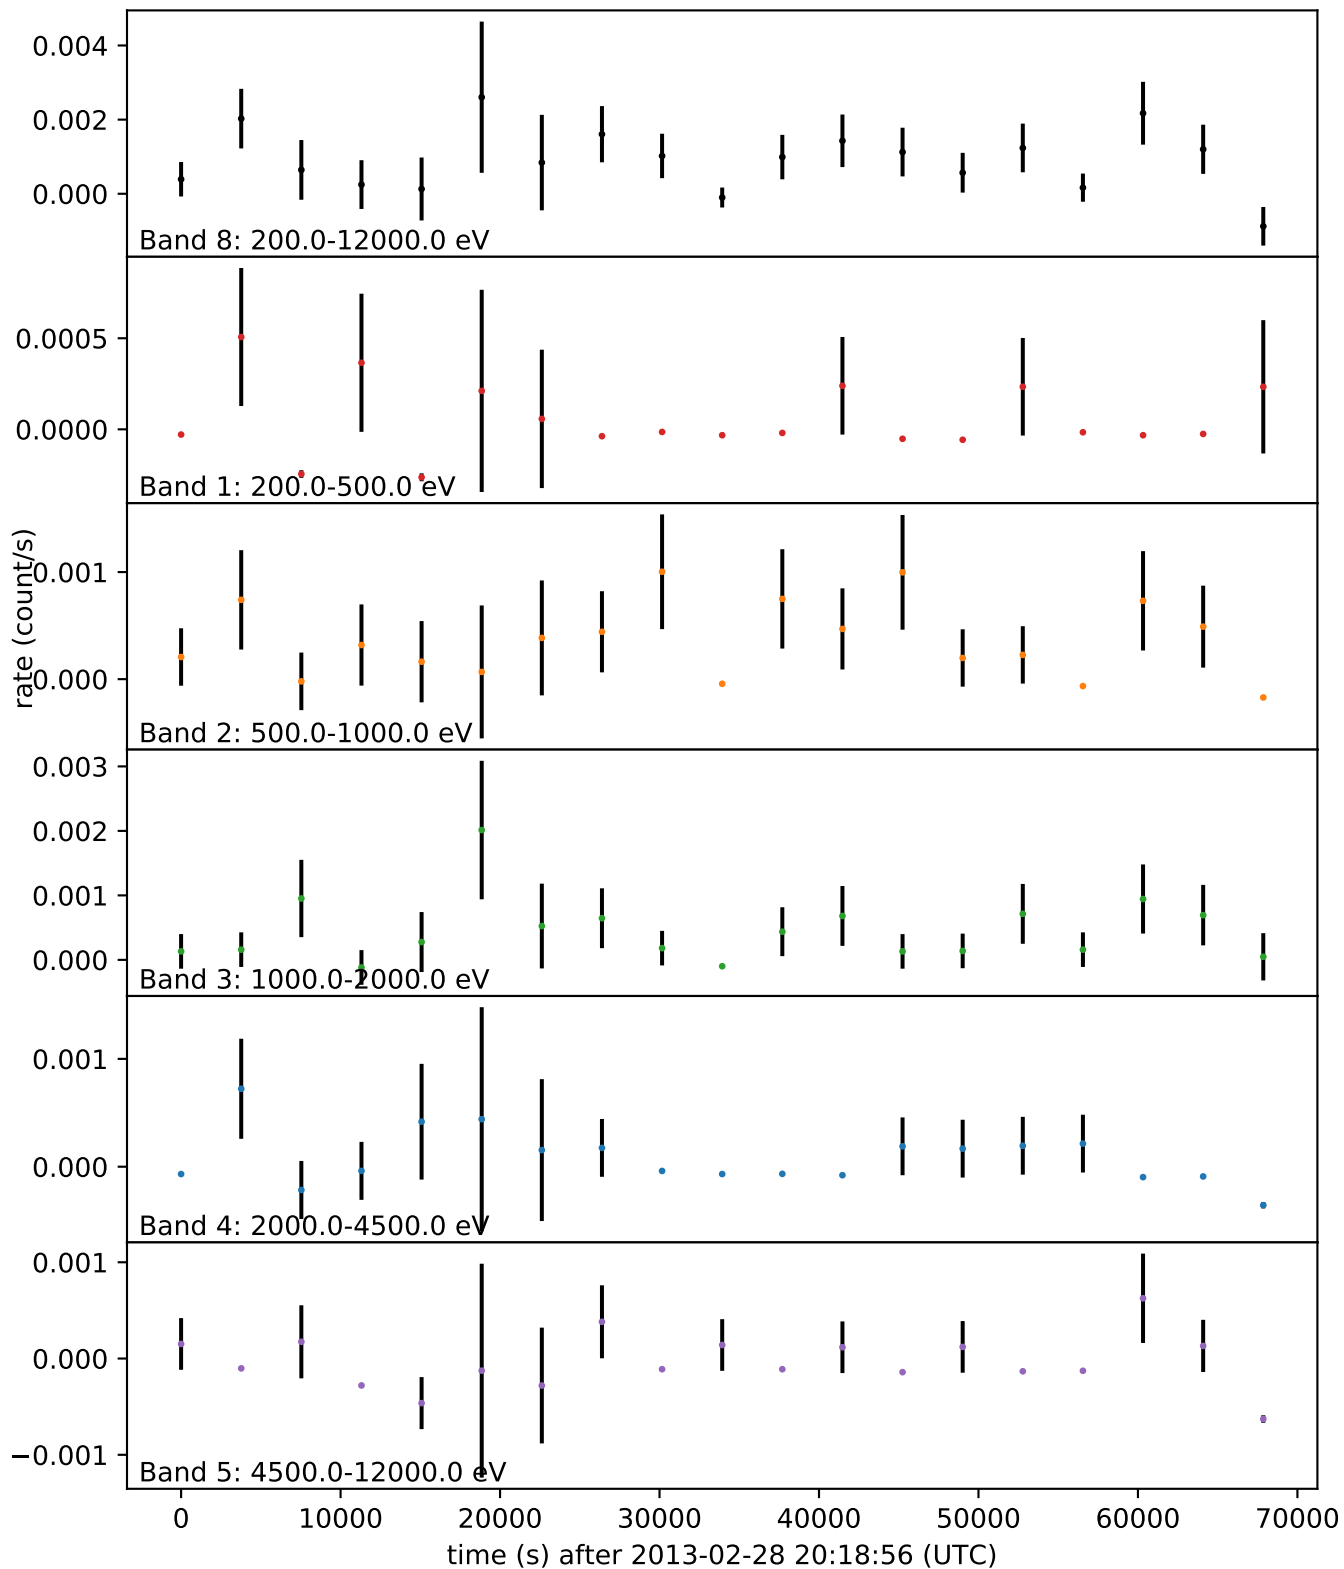 0.004
0.002
0.000
Band 8: 200.0-12000.0 eV
0.0005
0.0000
Band 1: 200.0-500.0 eV
rate (count/s)
0.001
0.000
Band 2: 500.0-1000.0 eV
0.003
0.002
0.001
0.000
Band 3: 1000.0-2000.0 eV
0.001
0.000
Band 4: 2000.0-4500.0 eV
0.001
0.000
−0.001
Band 5: 4500.0-12000.0 eV
0 10000 20000 30000 40000 50000 60000 70000
time (s) after 2013-02-28 20:18:56 (UTC)